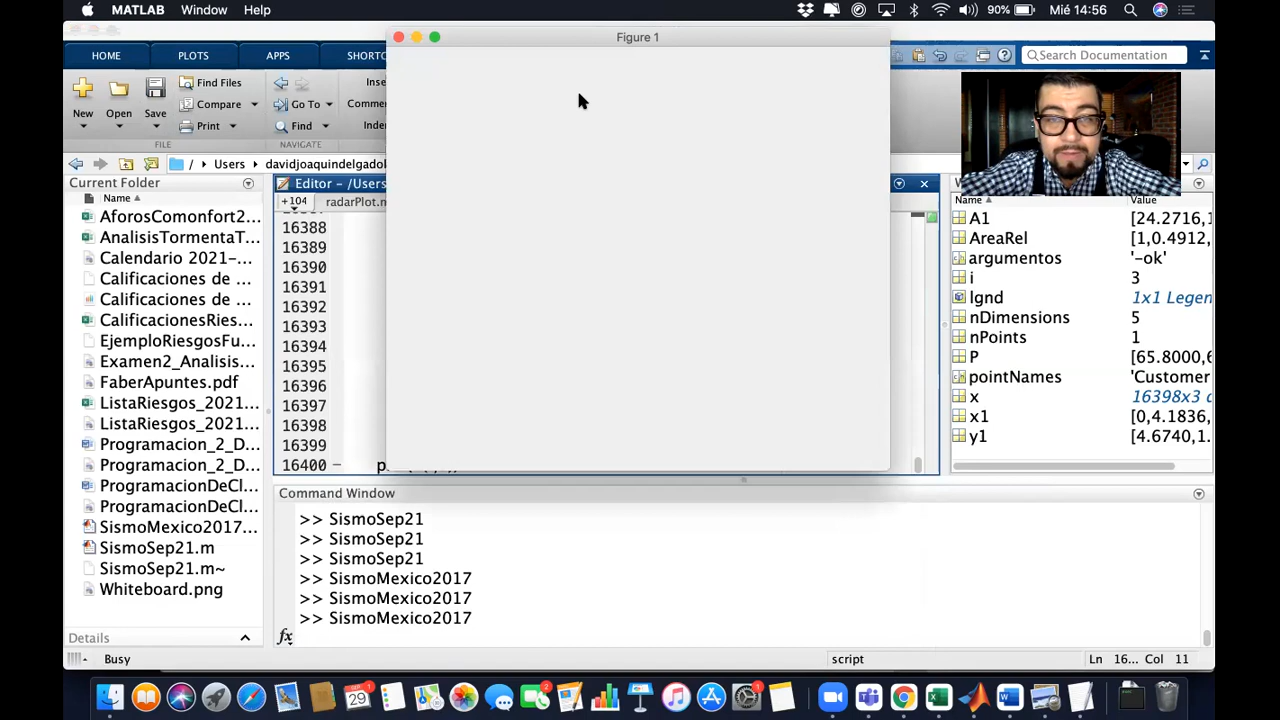 MATLAB Window Help 90% Mié 14:56
Figure 1
HOME PLOTS APPS SHORTC
Search Documentation
New Open Save
Find Files
Compare
Print
FILE
Go To
Find
NAVIGATE
Inse
Comme
Inden
/ Users davidjoaquindelgadol
Current Folder
Name
AforosComonfort2...
AnalisisTormentaT...
Calendario 2021-...
Calificaciones de ...
Calificaciones de ...
CalificacionesRies...
EjemploRiesgosFu...
Examen2_Analisis...
FaberApuntes.pdf
ListaRiesgos_2021...
ListaRiesgos_2021...
Programacion_2_D...
Programacion_2_D...
ProgramacionDeCl...
ProgramacionDeCl...
SismoMexico2017...
SismoSep21.m
SismoSep21.m~
Whiteboard.png
Details
Busy
Editor - /Users
+104 radarPlot.m
16388
16389
16390
16391
16392
16393
16394
16395
16396
16397
16398
16399
16400 –
Name Value
A1 [24.2716,1
AreaRel [1,0.4912,
argumentos '-ok'
i 3
lgnd 1x1 Legen
nDimensions 5
nPoints 1
P [65.8000,6
pointNames 'Customer
x 16398x3 d
x1 [0,4.1836,
y1 [4.6740,1.
Command Window
>> SismoSep21
>> SismoSep21
>> SismoSep21
>> SismoMexico2017
>> SismoMexico2017
>> SismoMexico2017
fx
script Ln 16... Col 11
29